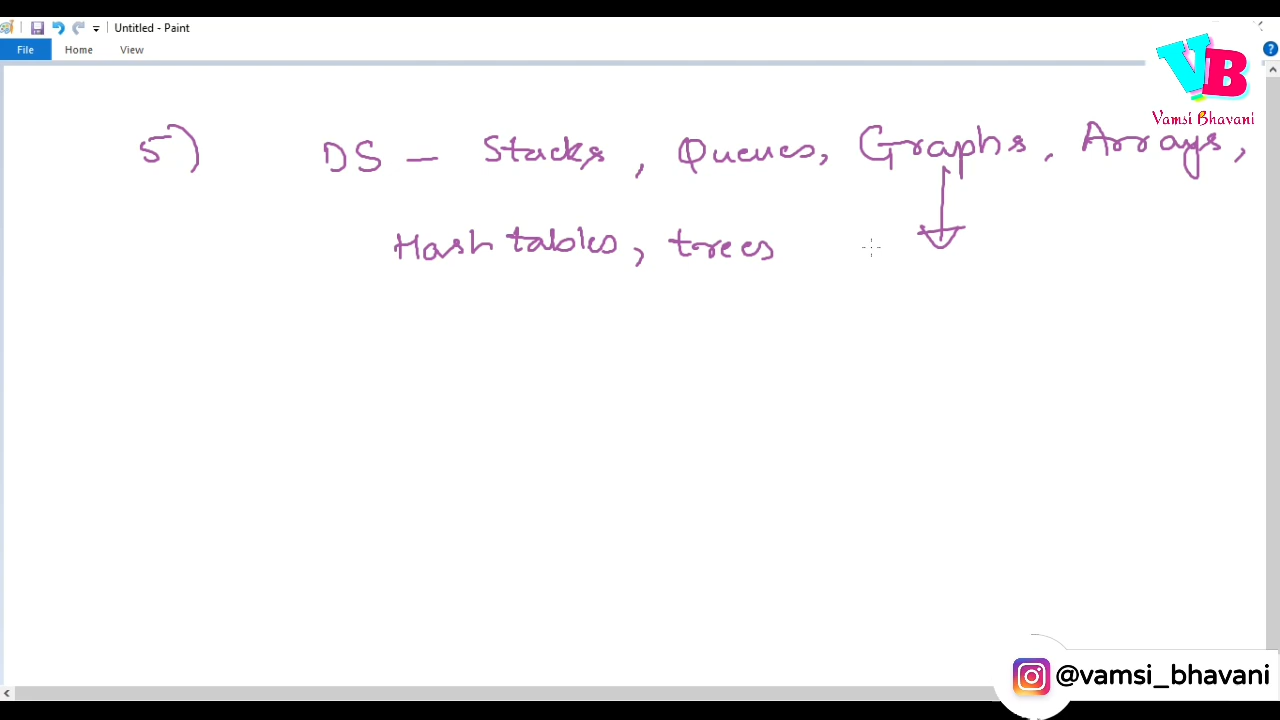 Untitled - Paint
File Home View
VB
Vamsi Bhavani
5) DS - Stacks, Queues, Graphs, Arrays,
Hash tables, trees
@vamsi_bhavani